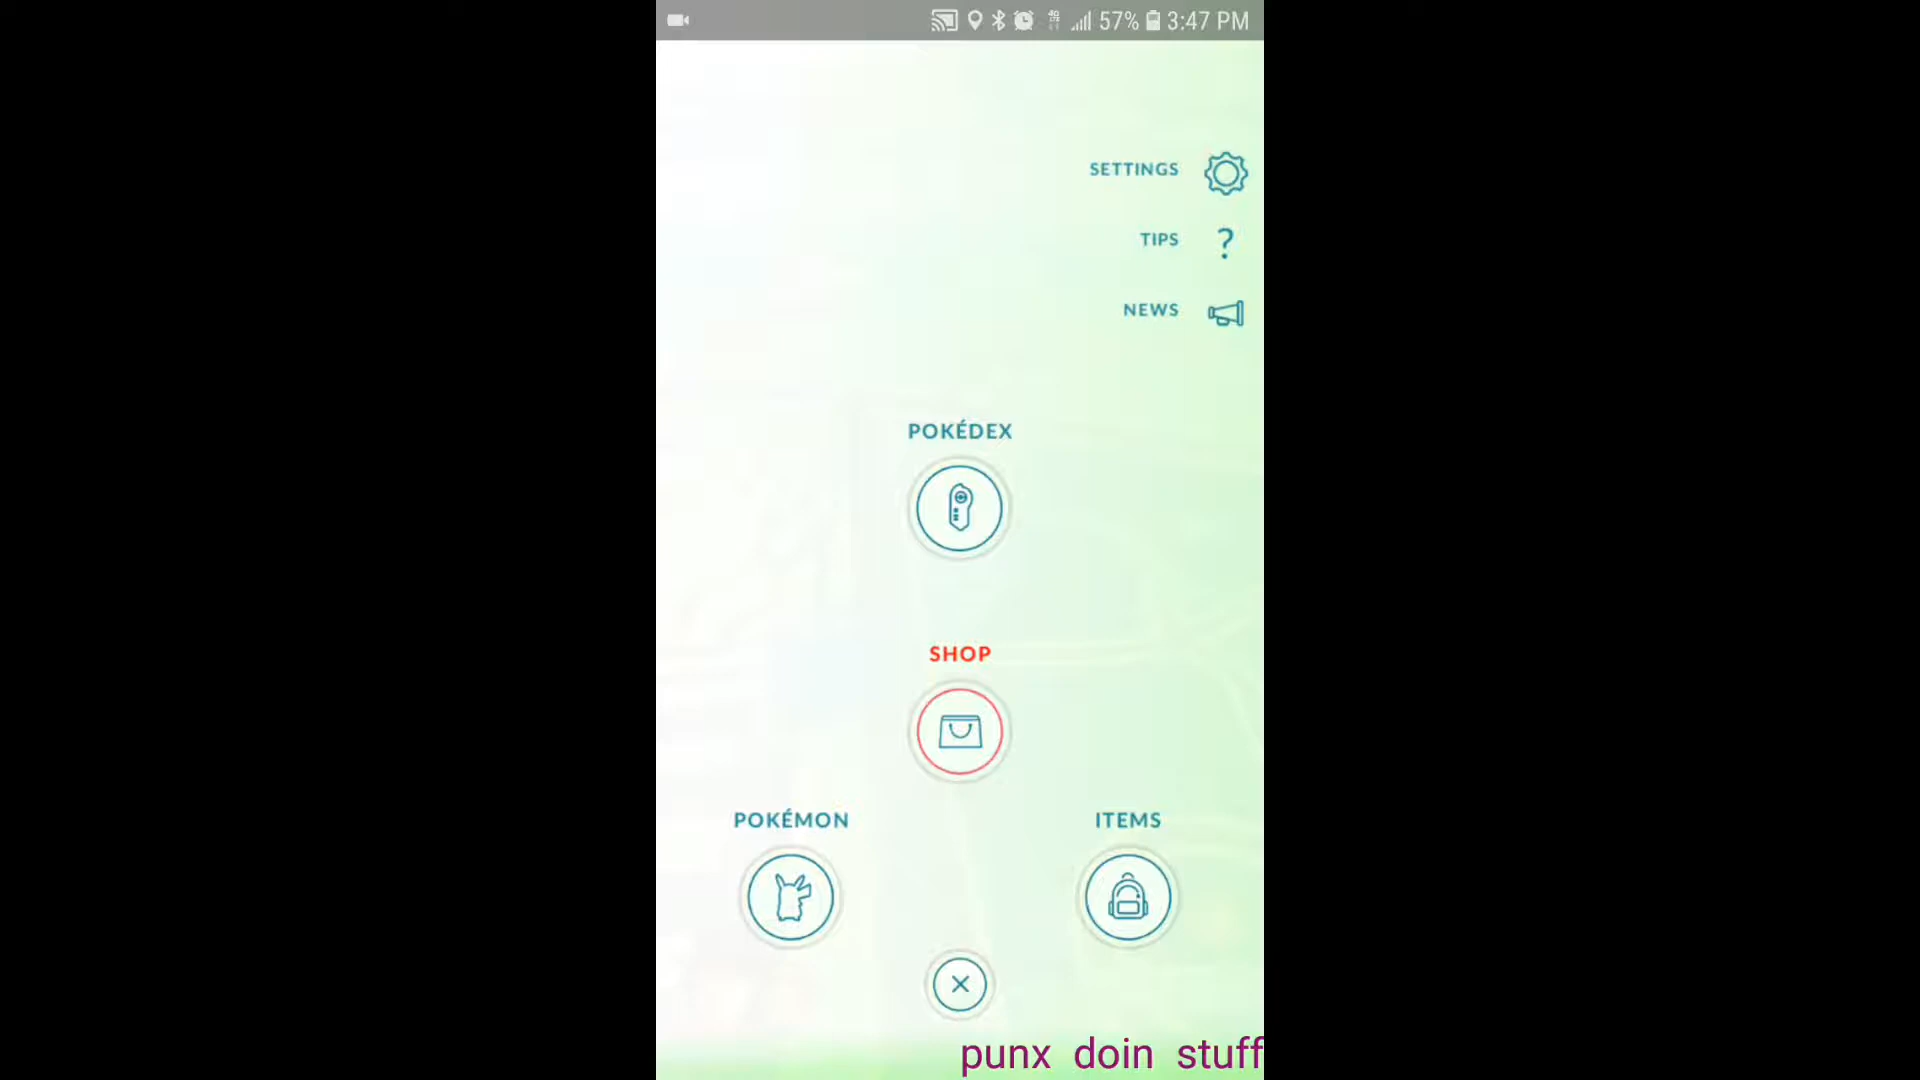 57% 3:47 PM
SETTINGS
TIPS ?
NEWS
POKÉDEX
SHOP
POKÉMON
ITEMS
punx doin stuff